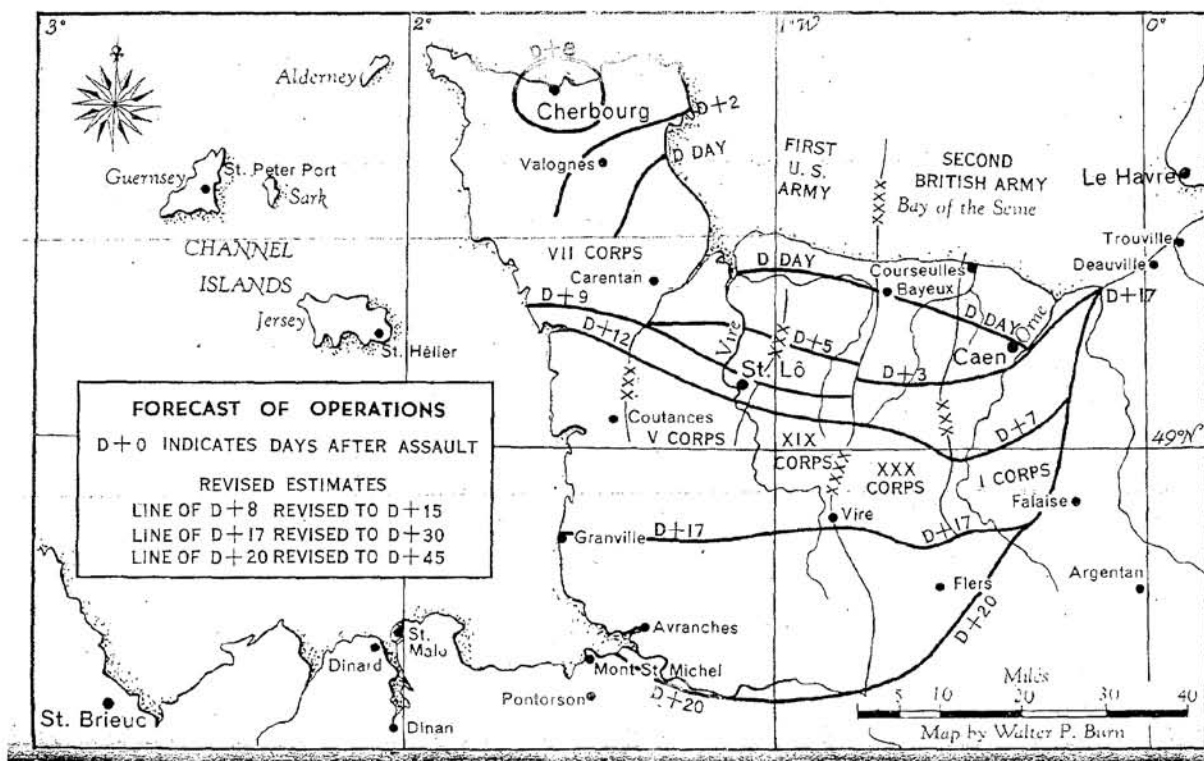 3°
2°
1° W
0°
D+8
Alderney
Cherbourg
D+2
Valognes
D DAY
FIRST
U. S.
ARMY
XXXX
SECOND
BRITISH ARMY
Bay of the Seine
Le Havre
Guernsey
St. Peter Port
Sark
CHANNEL
ISLANDS
VII CORPS
Carentan
D DAY
Courseulles
Bayeux
Trouville
Deauville
D+17
D+9
D DAY
Orne
Jersey
St. Hélier
D+12
Vire
XXX
D+5
Caen
St. Lô
D+3
XXX
XXXX
Coutances
V CORPS
XIX
CORPS
XXXX
D+7
49°N
XXX
CORPS
I CORPS
Falaise
FORECAST OF OPERATIONS
D+0 INDICATES DAYS AFTER ASSAULT
REVISED ESTIMATES
LINE OF D+8 REVISED TO D+15
LINE OF D+17 REVISED TO D+30
LINE OF D+20 REVISED TO D+45
Granville
D+17
Vire
D+17
Flers
Argentan
D+20
Avranches
St.
Malo
Dinard
Mont St. Michel
Pontorson
D+20
St. Brieuc
Dinan
Miles
5
10
20
30
40
Map by Walter P. Burn